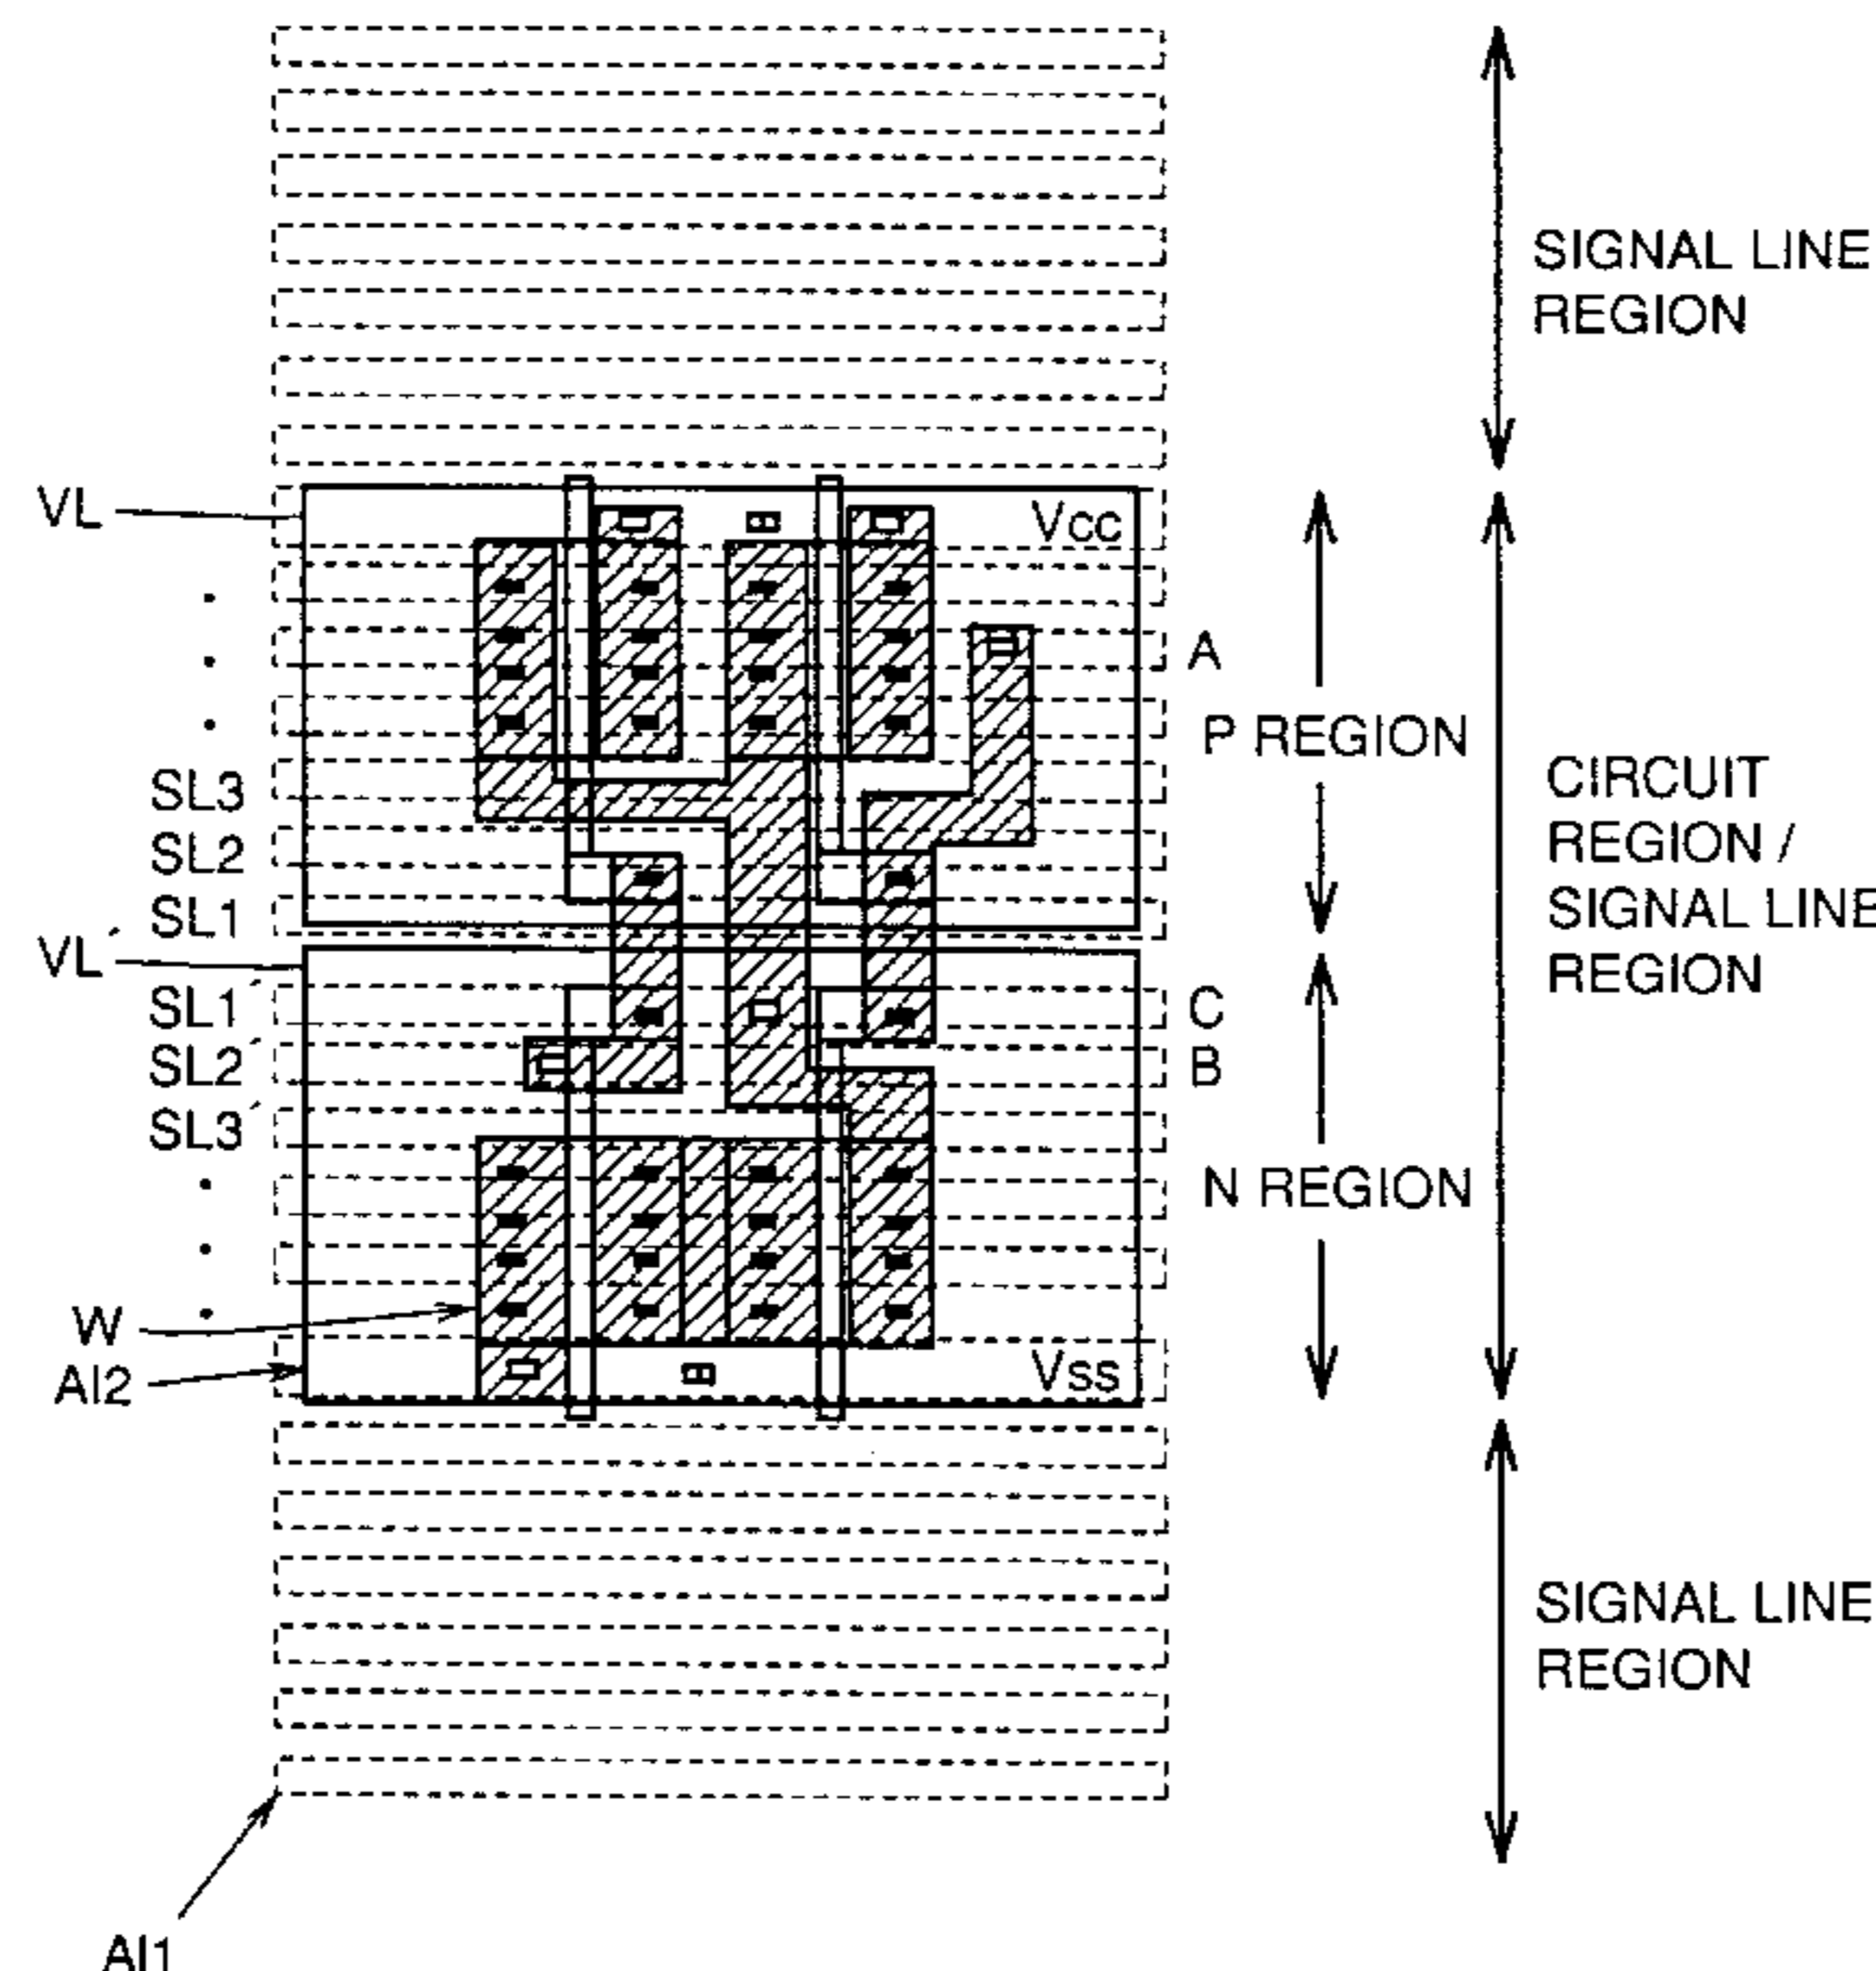 SIGNAL LINE
REGION
VL
VCC
A
P REGION
SL3
SL2
SL1
CIRCUIT
REGION /
SIGNAL LINE
REGION
VL´
SL1´
C
SL2´
B
SL3´
N REGION
W
Al2
VSS
SIGNAL LINE
REGION
Al1